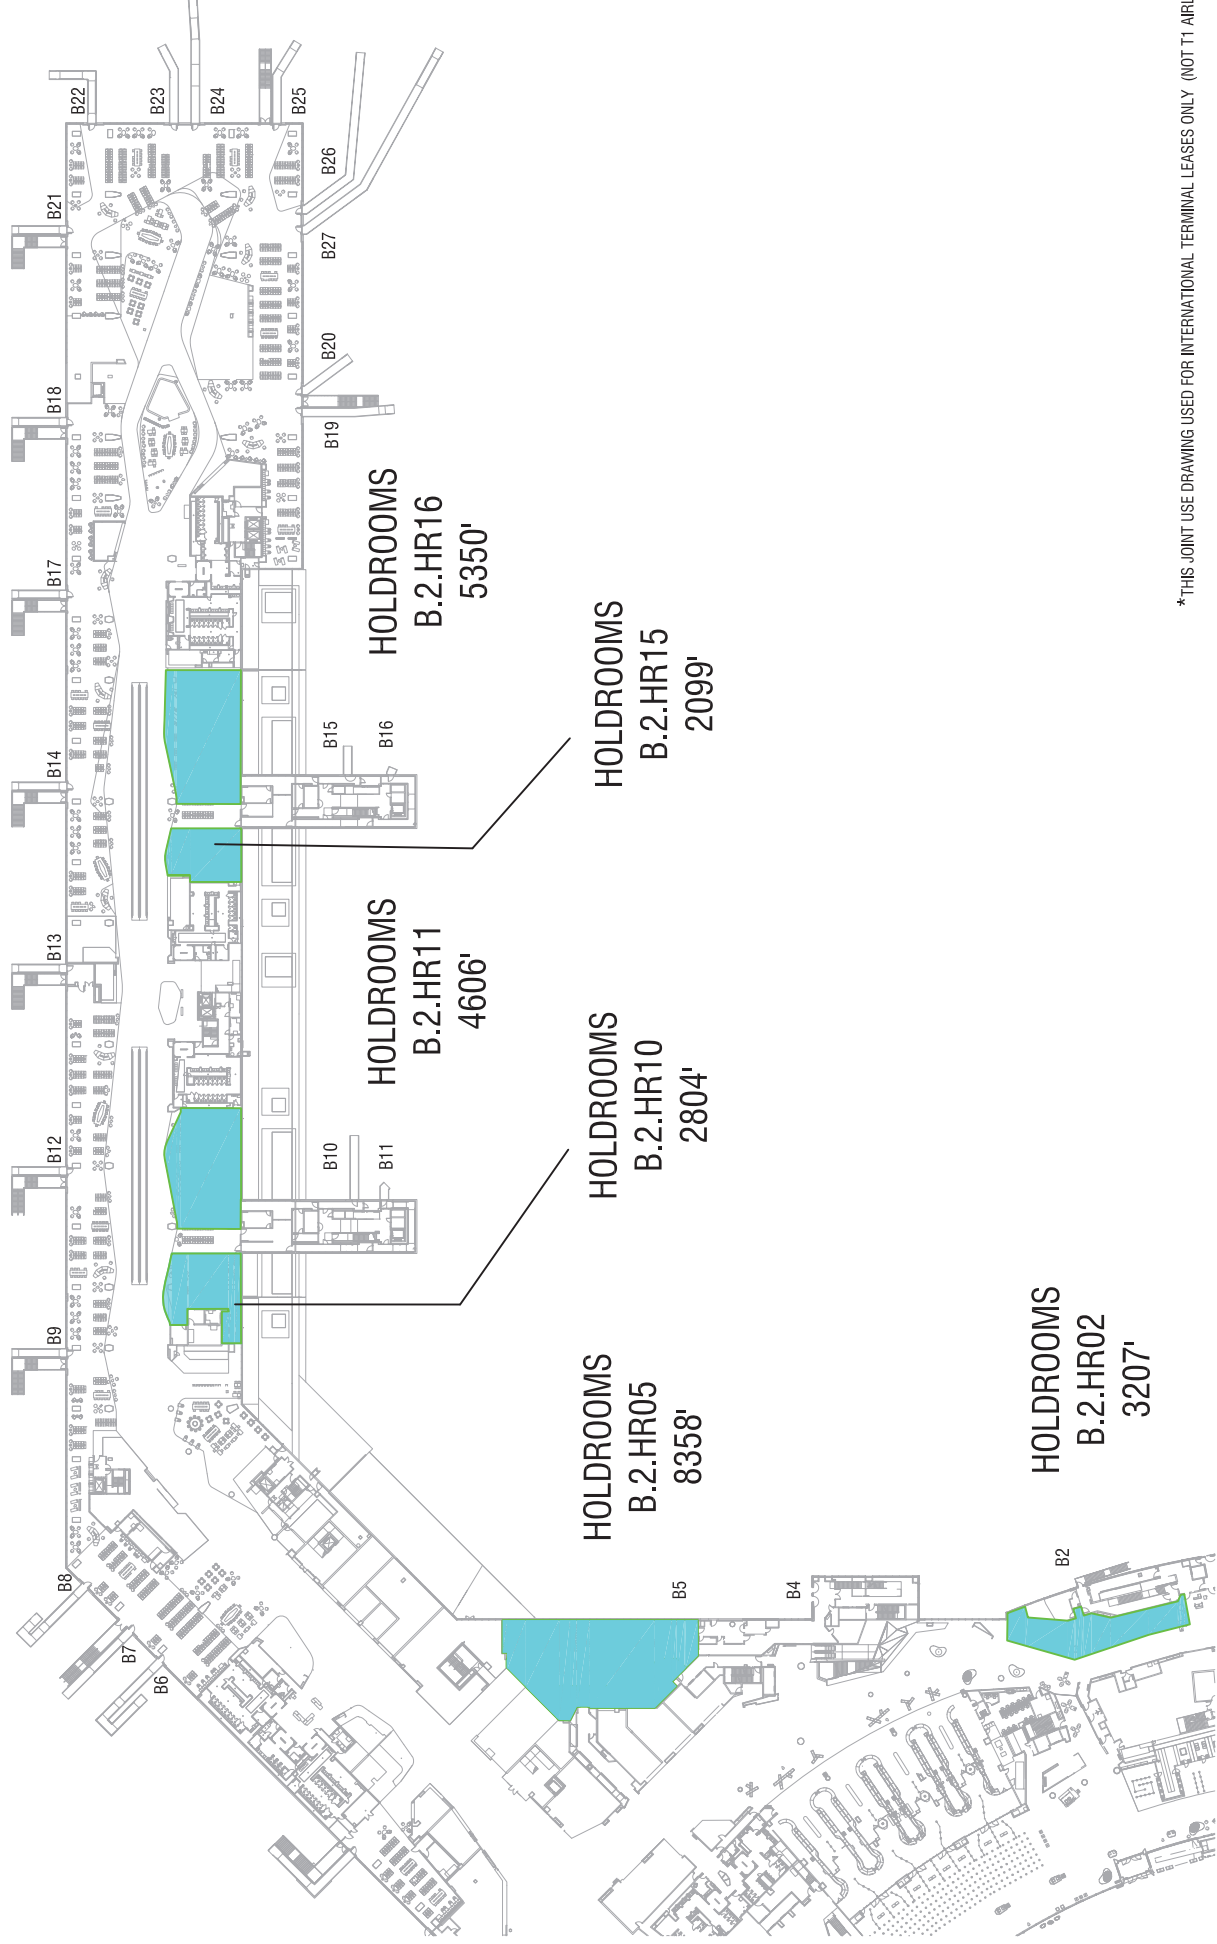 B22
B23
B24
B25
B21
B26
B27
B20
B18
B19
B17
B14
B15
B16
B13
B12
B10
B11
B9
B8
B7
B6
B5
B4
B2
HOLDROOMS
B.2.HR16
5350'
HOLDROOMS
B.2.HR15
2099'
HOLDROOMS
B.2.HR11
4606'
HOLDROOMS
B.2.HR10
2804'
HOLDROOMS
B.2.HR05
8358'
HOLDROOMS
B.2.HR02
3207'
*THIS JOINT USE DRAWING USED FOR INTERNATIONAL TERMINAL LEASES ONLY (NOT T1